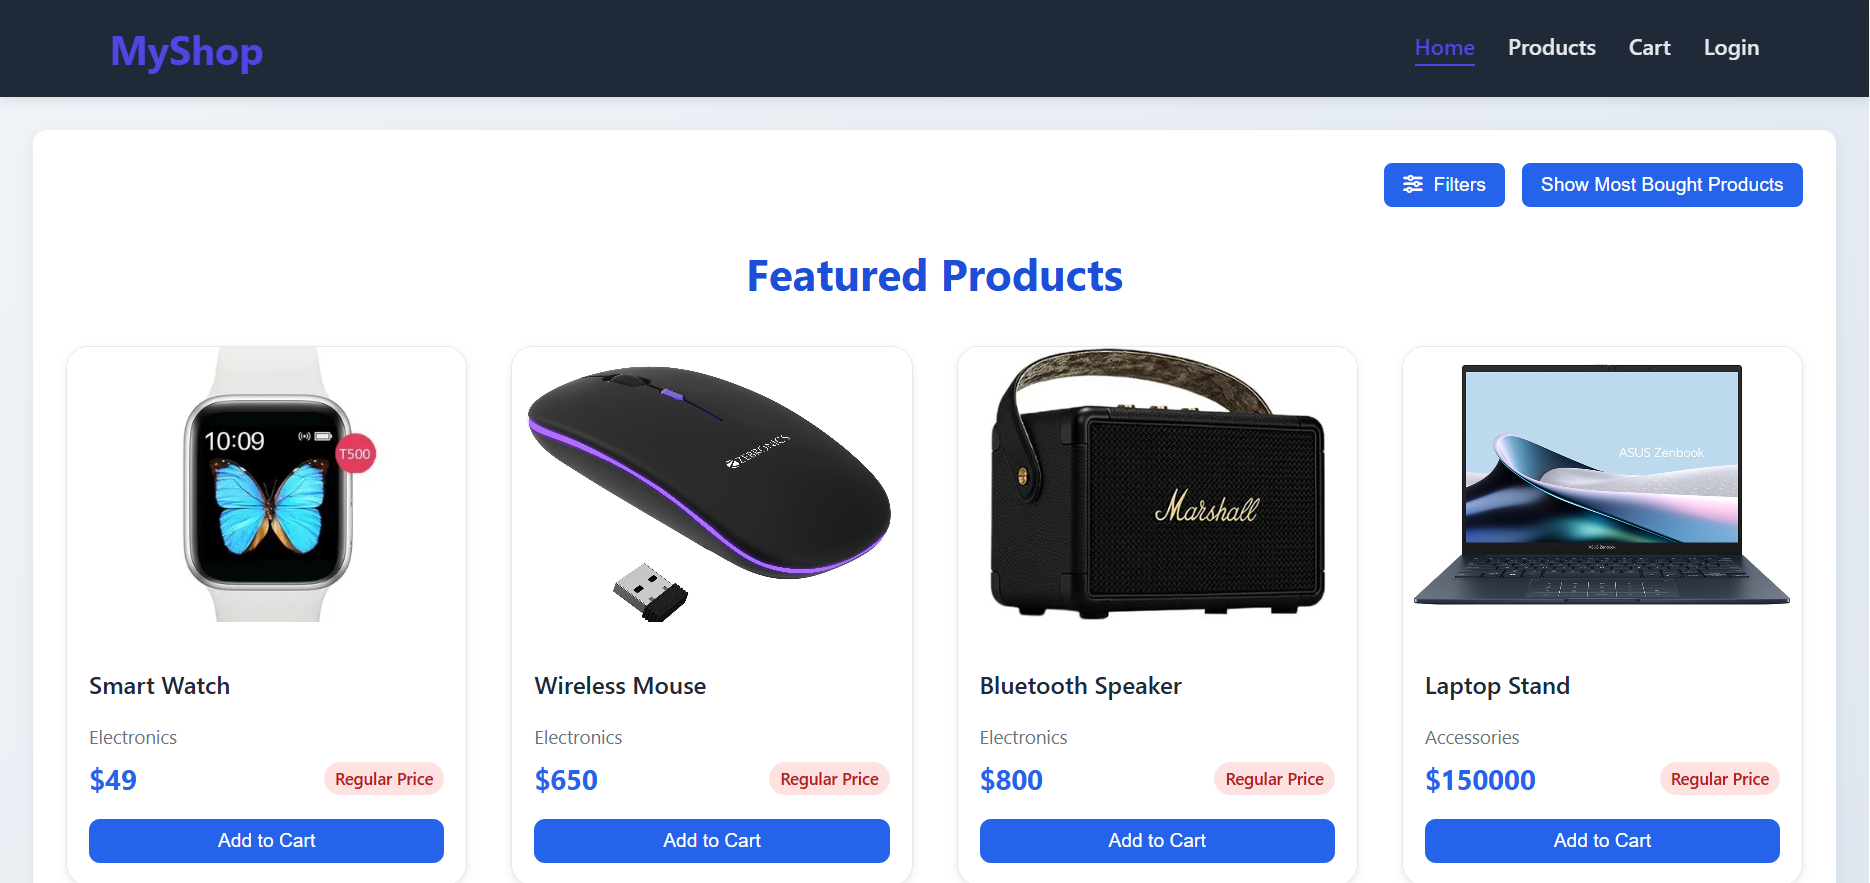 MyShop
Home Products Cart Login
Filters Show Most Bought Products
Featured Products
10:09
T500
ZEBRONICS
Marshall
ASUS Zenbook
ASUS Zenbook
Smart Watch Wireless Mouse Bluetooth Speaker Laptop Stand
Electronics Electronics Electronics Accessories
$49 Regular Price $650 Regular Price $800 Regular Price $150000 Regular Price
Add to Cart Add to Cart Add to Cart Add to Cart